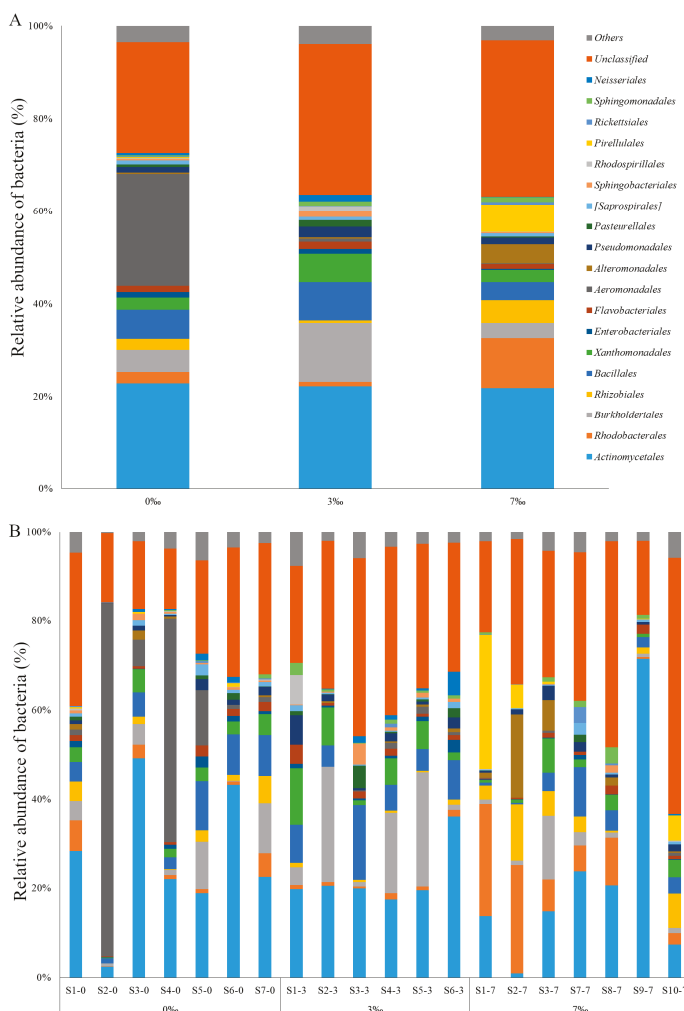 A
100%
80%
60%
40%
20%
0%
Relative abundance of bacteria (%)
0‰
3‰
7‰
Others
Unclassified
Neisseriales
Sphingomonadales
Rickettsiales
Pirellulales
Rhodospirillales
Sphingobacteriales
[Saprospirales]
Pasteurellales
Pseudomonadales
Alteromonadales
Aeromonadales
Flavobacteriales
Enterobacteriales
Xanthomonadales
Bacillales
Rhizobiales
Burkholderiales
Rhodobacterales
Actinomycetales
B
100%
80%
60%
40%
20%
0%
Relative abundance of bacteria (%)
S1-0 S2-0 S3-0 S4-0 S5-0 S6-0 S7-0 S1-3 S2-3 S3-3 S4-3 S5-3 S6-3 S1-7 S2-7 S3-7 S7-7 S8-7 S9-7 S10-7
0‰ 3‰ 7‰